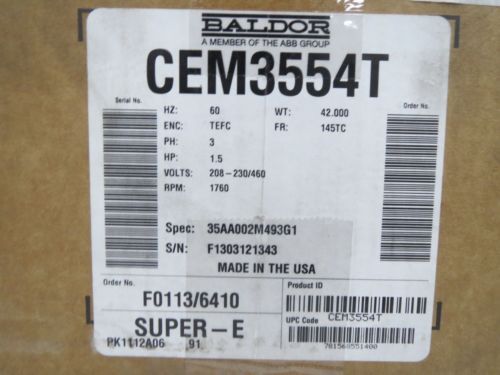 BALDOR
A MEMBER OF THE ABB GROUP
CEM3554T
Serial No.
Order No.
HZ: 60 WT: 42.000
ENC: TEFC FR: 145TC
PH: 3
HP: 1.5
VOLTS: 208-230/460
RPM: 1760
Spec: 35AA002M493G1
S/N: F1303121343
MADE IN THE USA
Order No.
F0113/6410
Product ID
SUPER-E
UPC Code CEM3554T
PK1112A06 91
781568551400